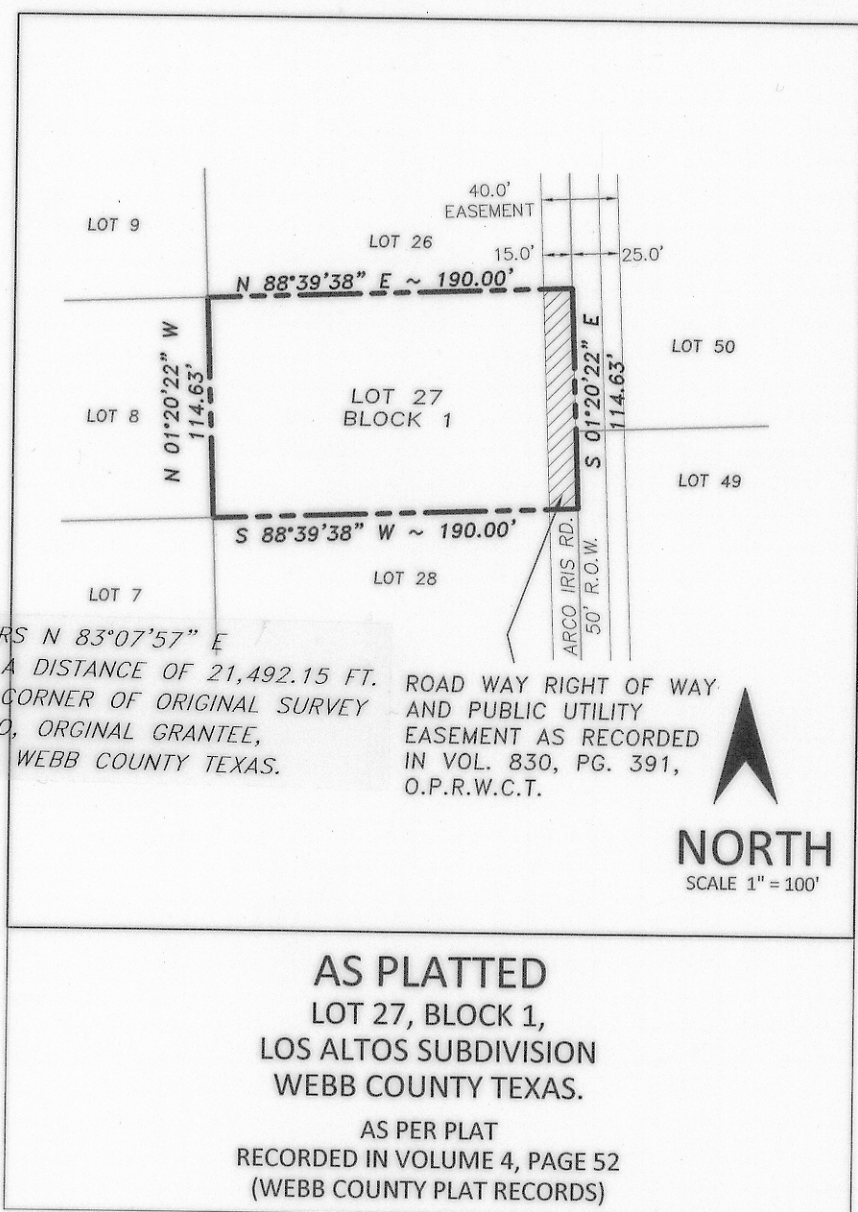 40.0'
EASEMENT
LOT 9
LOT 26
15.0'
25.0'
N 88°39'38" E ~ 190.00'
N 01°20'22" W
114.63'
LOT 8
LOT 27
BLOCK 1
S 01°20'22" E
114.63'
LOT 50
LOT 49
S 88°39'38" W ~ 190.00'
LOT 28
LOT 7
ARCO IRIS RD.
50' R.O.W.
RS N 83°07'57" E
A DISTANCE OF 21,492.15 FT.
CORNER OF ORIGINAL SURVEY
O, ORGINAL GRANTEE,
WEBB COUNTY TEXAS.
ROAD WAY RIGHT OF WAY
AND PUBLIC UTILITY
EASEMENT AS RECORDED
IN VOL. 830, PG. 391,
O.P.R.W.C.T.
NORTH
SCALE 1" = 100'
AS PLATTED
LOT 27, BLOCK 1,
LOS ALTOS SUBDIVISION
WEBB COUNTY TEXAS.
AS PER PLAT
RECORDED IN VOLUME 4, PAGE 52
(WEBB COUNTY PLAT RECORDS)